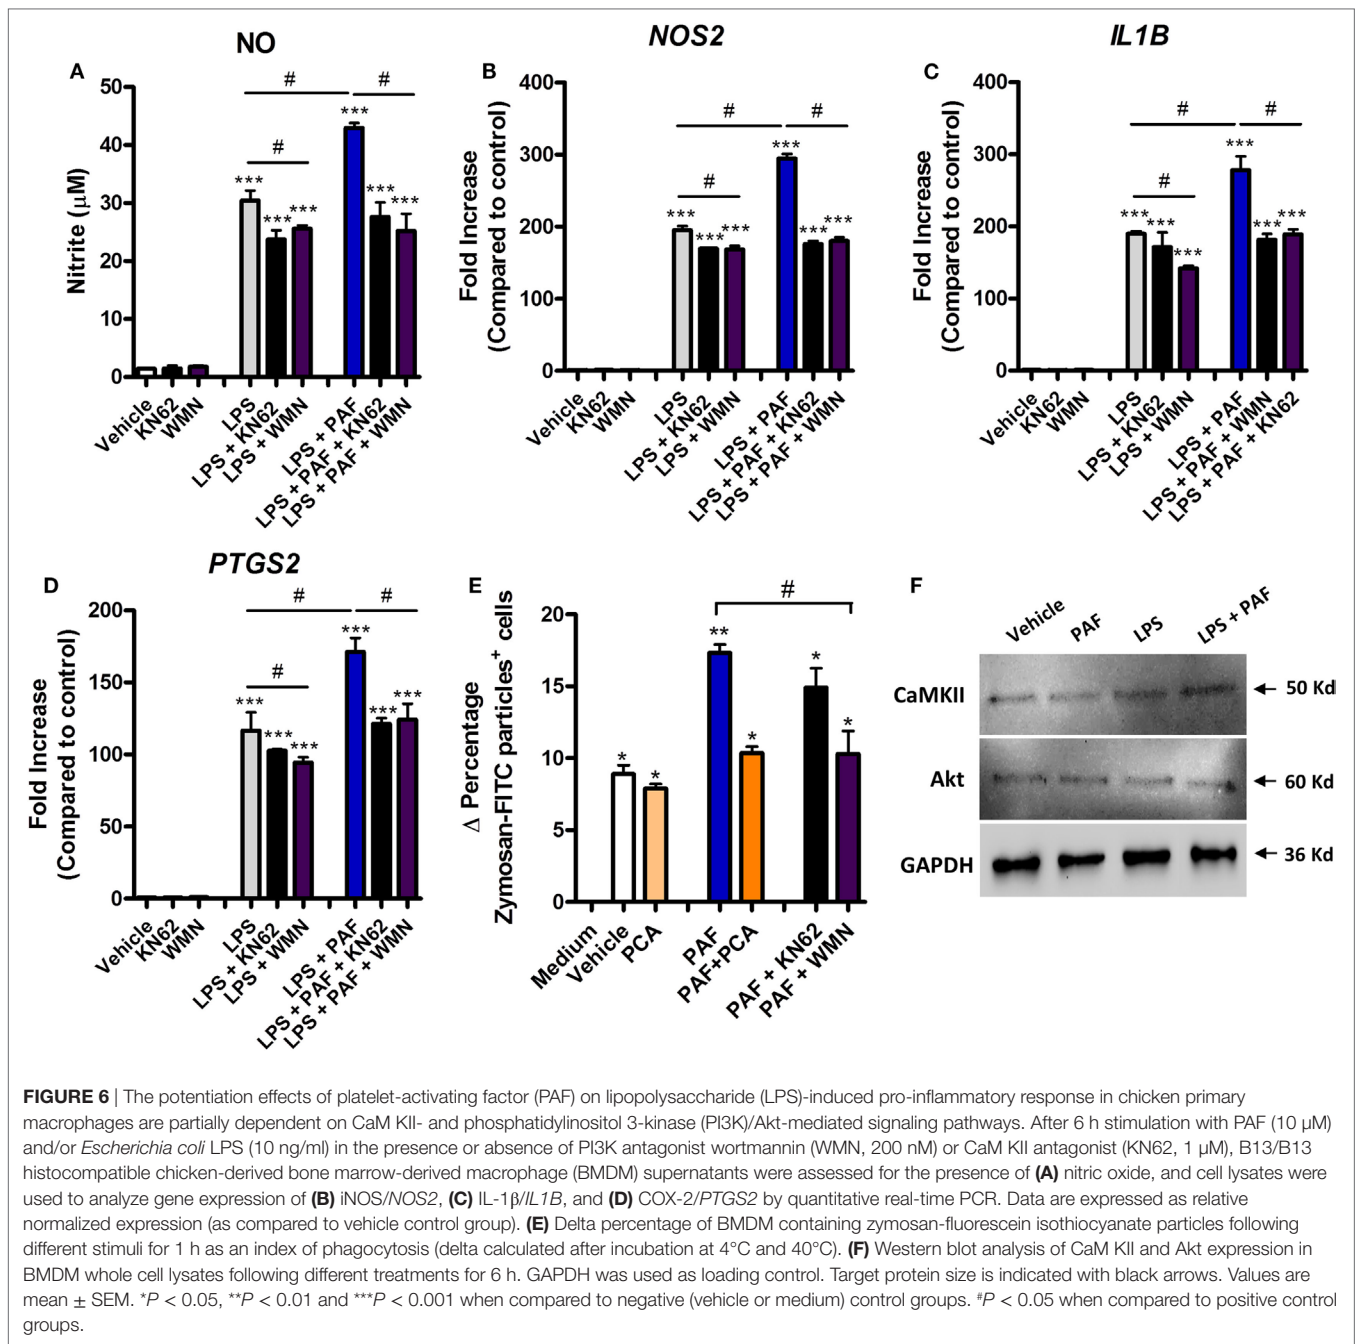 NO
A
50
40
30
20
10
0
Nitrite (μM)
#
#
#
***
***
***
***
***
***
Vehicle
KN62
WMN
LPS
LPS + KN62
LPS + WMN
LPS + PAF
LPS + PAF + KN62
LPS + PAF + WMN
NOS2
B
400
300
200
100
0
Fold Increase
(Compared to control)
#
#
#
***
***
***
***
***
***
Vehicle
KN62
WMN
LPS
LPS + KN62
LPS + WMN
LPS + PAF
LPS + PAF + KN62
LPS + PAF + WMN
IL1B
C
400
300
200
100
0
Fold Increase
(Compared to control)
#
#
#
***
***
***
***
***
***
Vehicle
KN62
WMN
LPS
LPS + KN62
LPS + WMN
LPS + PAF
LPS + PAF + WMN
LPS + PAF + KN62
PTGS2
D
200
150
100
50
0
Fold Increase
(Compared to control)
#
#
#
***
***
***
***
***
***
Vehicle
KN62
WMN
LPS
LPS + KN62
LPS + WMN
LPS + PAF
LPS + PAF + KN62
LPS + PAF + WMN
E
20
15
10
5
0
Δ Percentage
Zymosan-FITC particles⁺ cells
#
*
*
**
*
*
*
Medium
Vehicle
PCA
PAF
PAF+PCA
PAF + KN62
PAF + WMN
F
Vehicle
PAF
LPS
LPS + PAF
CaMKII
← 50 Kd
Akt
← 60 Kd
GAPDH
← 36 Kd
FIGURE 6 | The potentiation effects of platelet-activating factor (PAF) on lipopolysaccharide (LPS)-induced pro-inflammatory response in chicken primary
macrophages are partially dependent on CaM KII- and phosphatidylinositol 3-kinase (PI3K)/Akt-mediated signaling pathways. After 6 h stimulation with PAF (10 μM)
and/or Escherichia coli LPS (10 ng/ml) in the presence or absence of PI3K antagonist wortmannin (WMN, 200 nM) or CaM KII antagonist (KN62, 1 μM), B13/B13
histocompatible chicken-derived bone marrow-derived macrophage (BMDM) supernatants were assessed for the presence of (A) nitric oxide, and cell lysates were
used to analyze gene expression of (B) iNOS/NOS2, (C) IL-1β/IL1B, and (D) COX-2/PTGS2 by quantitative real-time PCR. Data are expressed as relative
normalized expression (as compared to vehicle control group). (E) Delta percentage of BMDM containing zymosan-fluorescein isothiocyanate particles following
different stimuli for 1 h as an index of phagocytosis (delta calculated after incubation at 4°C and 40°C). (F) Western blot analysis of CaM KII and Akt expression in
BMDM whole cell lysates following different treatments for 6 h. GAPDH was used as loading control. Target protein size is indicated with black arrows. Values are
mean ± SEM. *P < 0.05, **P < 0.01 and ***P < 0.001 when compared to negative (vehicle or medium) control groups. #P < 0.05 when compared to positive control
groups.